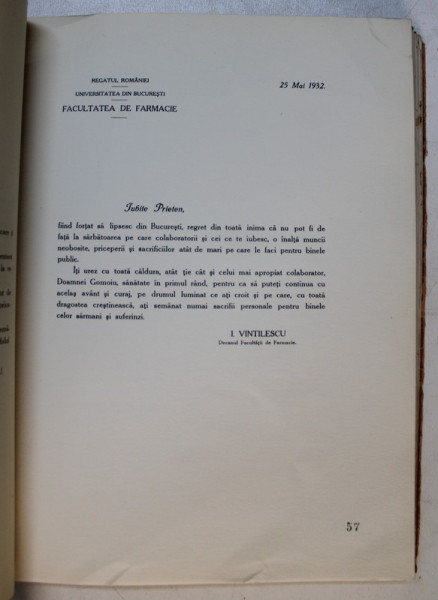 REGATUL ROMÂNIEI
UNIVERSITATEA DIN BUCUREȘTI
FACULTATEA DE FARMACIE
25 Mai 1932.
Iubite Prieten,
fiind forțat să lipsesc din București, regret din toată inima că nu pot fi de
față la sărbătoarea pe care colaboratorii și cei ce te iubesc, o înalță muncii
neobosite, priceperii și sacrificiilor atât de mari pe care le faci pentru binele
public.
Iți urez cu toată căldura, atât ție cât și celui mai apropiat colaborator,
Doamnei Gomoiu, sănătate în primul rând, pentru ca să puteți continua cu
acelaș avânt și curaj, pe drumul luminat ce ați croit și pe care, cu toată
dragostea creștinească, ați semănat numai sacrificii personale pentru binele
celor sărmani și suferinzi.
I. VINTILESCU
Decanul Facultății de Farmacie.
57